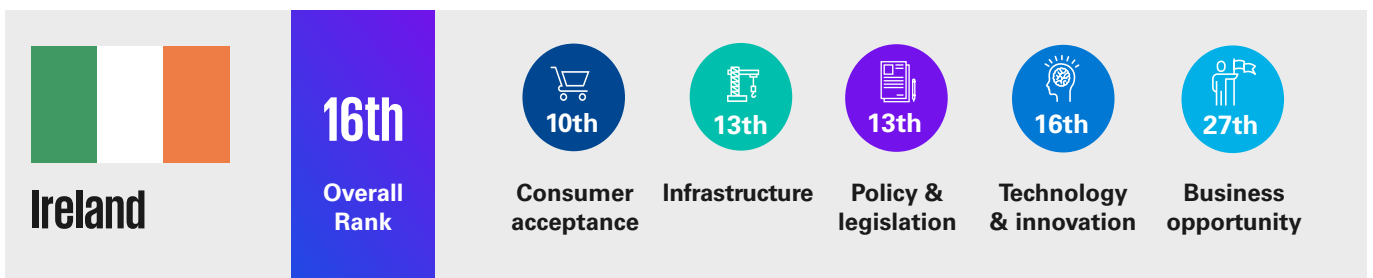 Ireland
16th
Overall
Rank
10th
Consumer
acceptance
13th
Infrastructure
13th
Policy &
legislation
16th
Technology
& innovation
27th
Business
opportunity